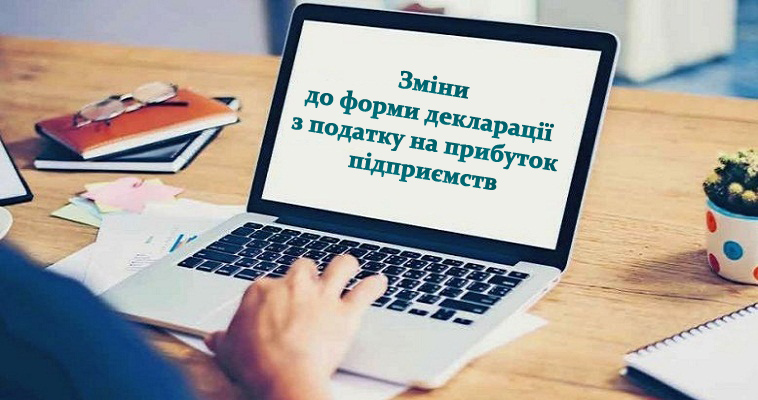 Зміни
до форми декларації
з податку на прибуток
підприємств